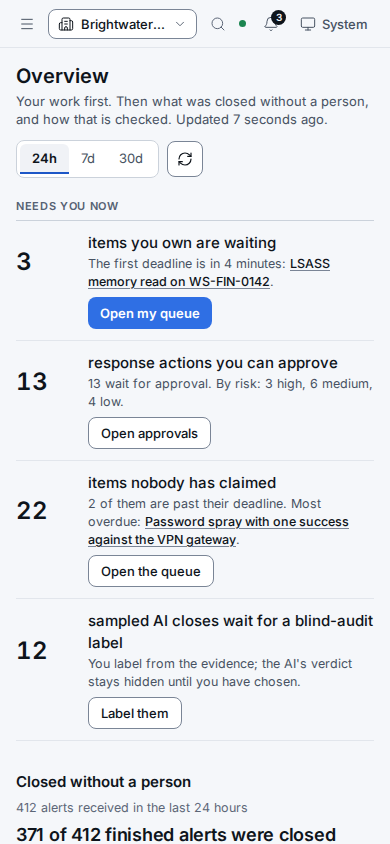 Brightwater...
3
System
Overview
Your work first. Then what was closed without a person,
and how that is checked. Updated 7 seconds ago.
24h 7d 30d
NEEDS YOU NOW
3
items you own are waiting
The first deadline is in 4 minutes: LSASS
memory read on WS-FIN-0142.
Open my queue
13
response actions you can approve
13 wait for approval. By risk: 3 high, 6 medium,
4 low.
Open approvals
22
items nobody has claimed
2 of them are past their deadline. Most
overdue: Password spray with one success
against the VPN gateway.
Open the queue
12
sampled AI closes wait for a blind-audit
label
You label from the evidence; the AI's verdict
stays hidden until you have chosen.
Label them
Closed without a person
412 alerts received in the last 24 hours
371 of 412 finished alerts were closed